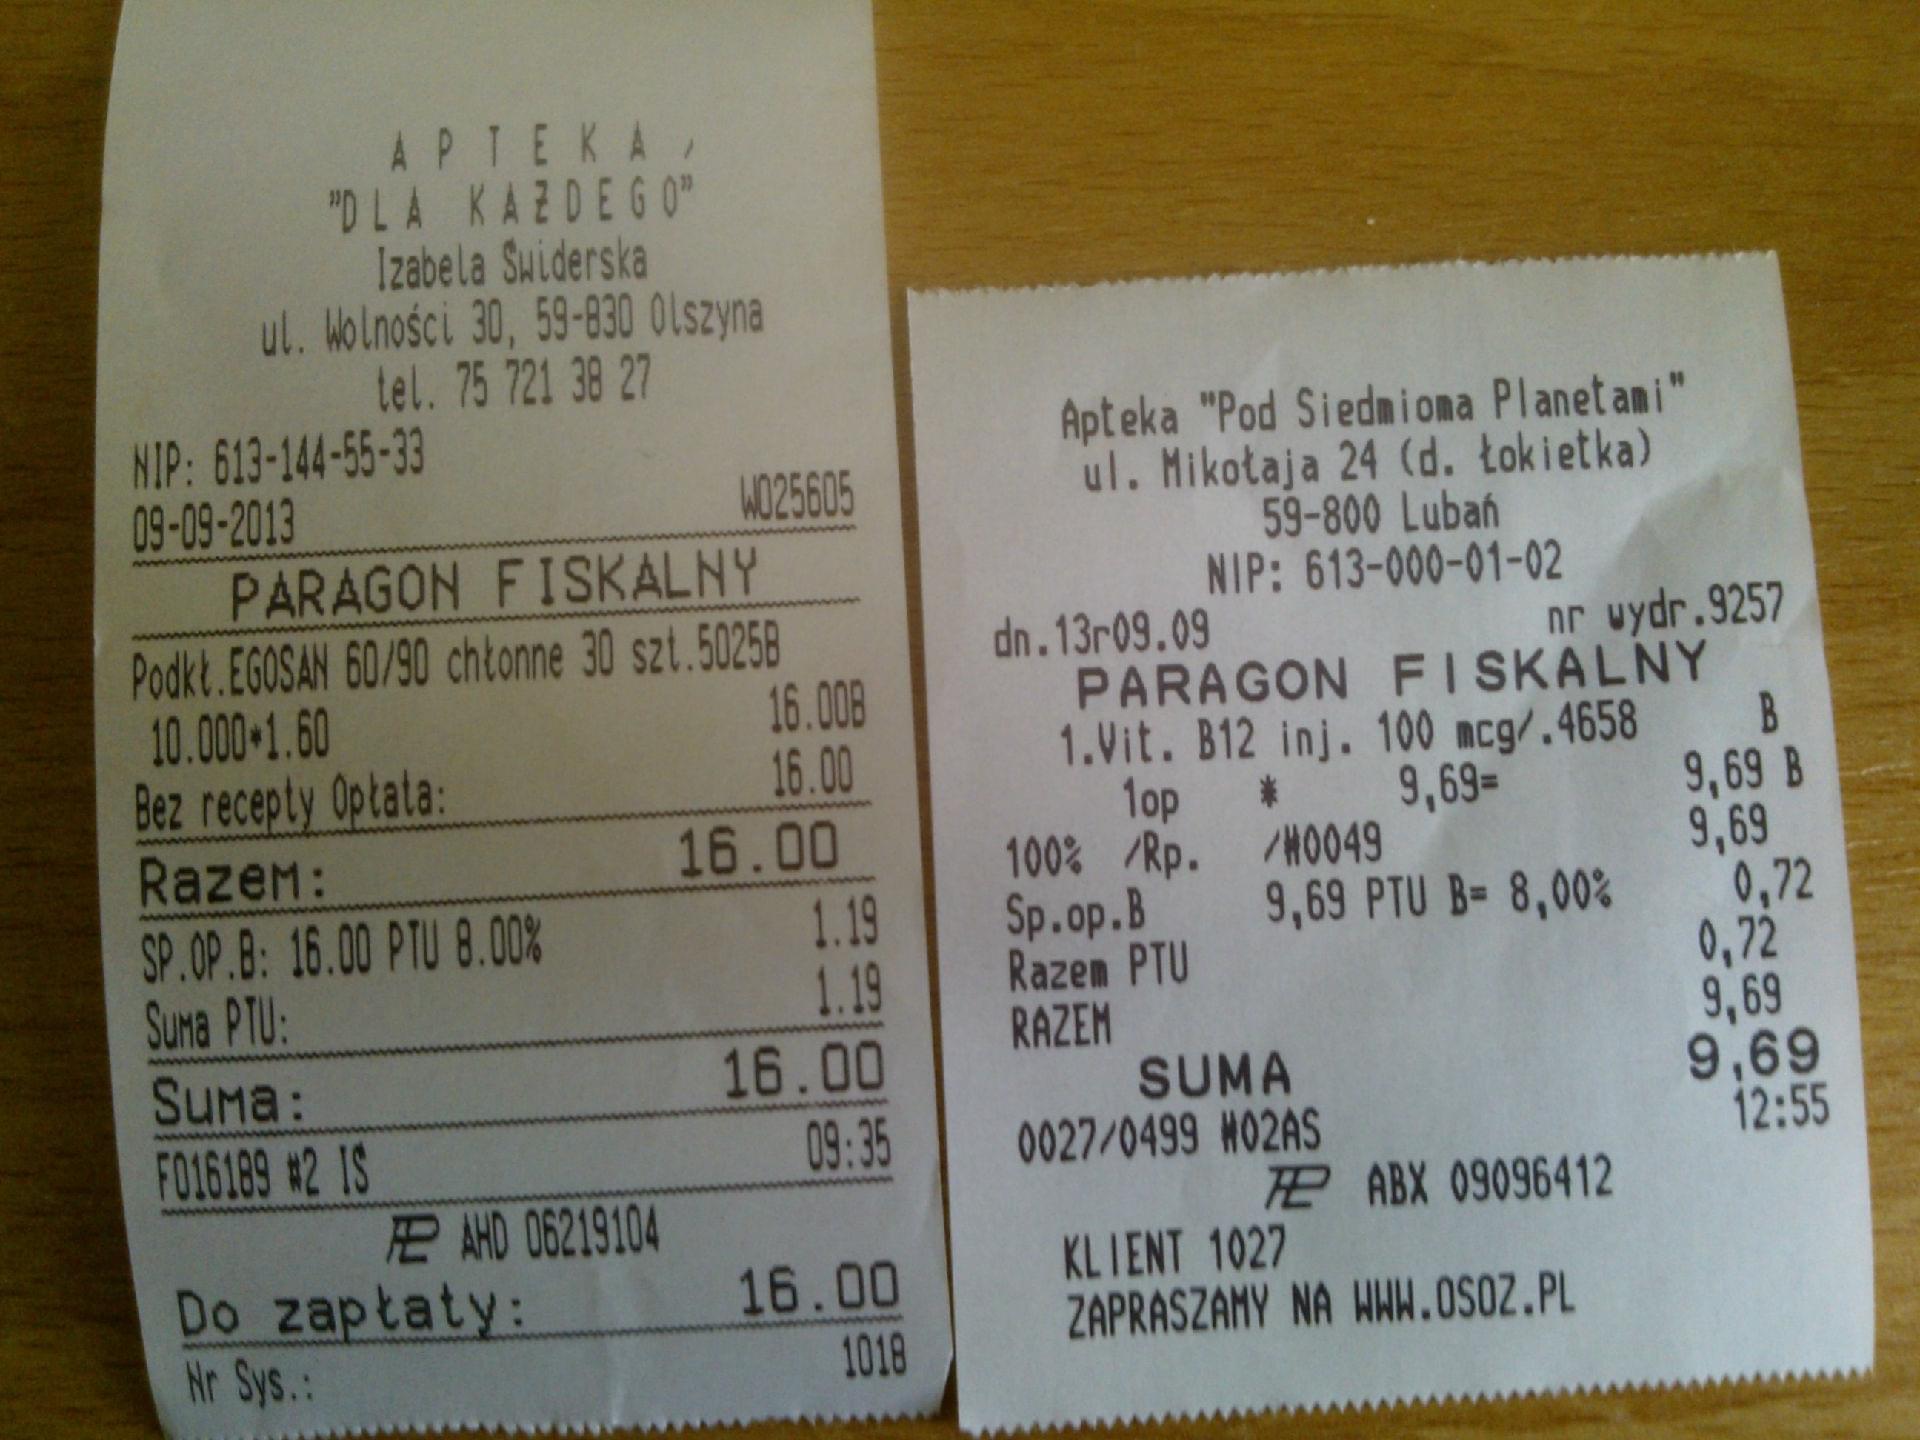 A P T E K A
"DLA KAŻDEGO"
Izabela Świderska
ul. Wolności 30, 59-830 Olszyna
tel. 75 721 38 27
NIP: 613-144-55-33
09-09-2013 W025605
PARAGON FISKALNY
Podkł.EGOSAN 60/90 chłonne 30 szt.5025B
10.000*1.60 16.00B
Bez recepty Opłata: 16.00
Razem: 16.00
SP.OP.B: 16.00 PTU 8.00% 1.19
Suma PTU: 1.19
Suma: 16.00
F016189 #2 IŚ 09:35
AHD 06219104
Do zapłaty: 16.00
Nr Sys.: 1018
Apteka "Pod Siedmioma Planetami"
ul. Mikołaja 24 (d. Łokietka)
59-800 Lubań
NIP: 613-000-01-02
dn.13r09.09 nr wydr.9257
PARAGON FISKALNY
1.Vit. B12 inj. 100 mcg/.4658 B
1op * 9,69= 9,69 B
100% /Rp. /#0049 9,69
Sp.op.B 9,69 PTU B= 8,00% 0,72
Razem PTU 0,72
RAZEM 9,69
SUMA 9,69
0027/0499 #02AS 12:55
ABX 09096412
KLIENT 1027
ZAPRASZAMY NA WWW.OSOZ.PL